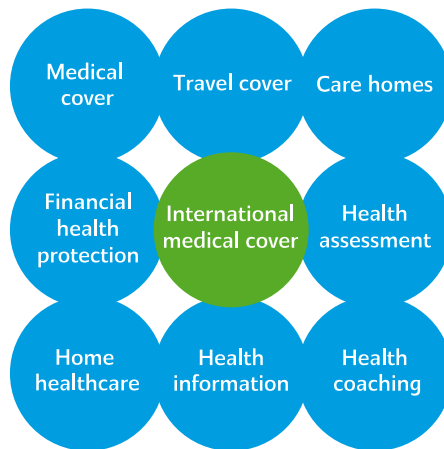 Medical
cover
Travel cover
Care homes
Financial
health
protection
International
medical cover
Health
assessment
Home
healthcare
Health
information
Health
coaching